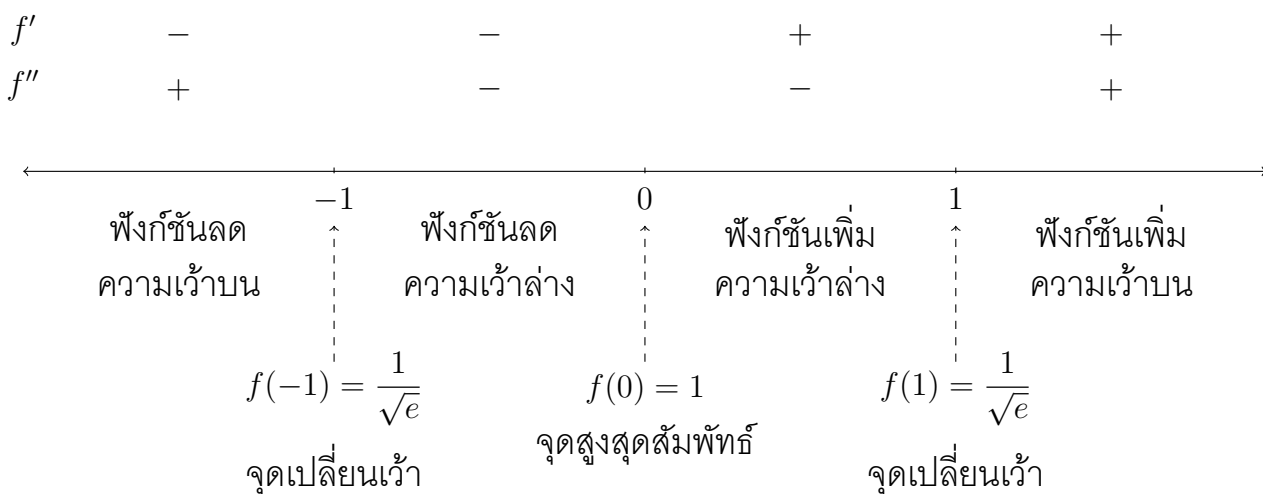 f′ − − + +
f″ + − − +
−1 0 1
ฟังก์ชันลด ฟังก์ชันลด ฟังก์ชันเพิ่ม ฟังก์ชันเพิ่ม
ความเว้าบน ความเว้าล่าง ความเว้าล่าง ความเว้าบน
f(−1) = 1/√e f(0) = 1 f(1) = 1/√e
จุดสูงสุดสัมพัทธ์
จุดเปลี่ยนเว้า จุดเปลี่ยนเว้า